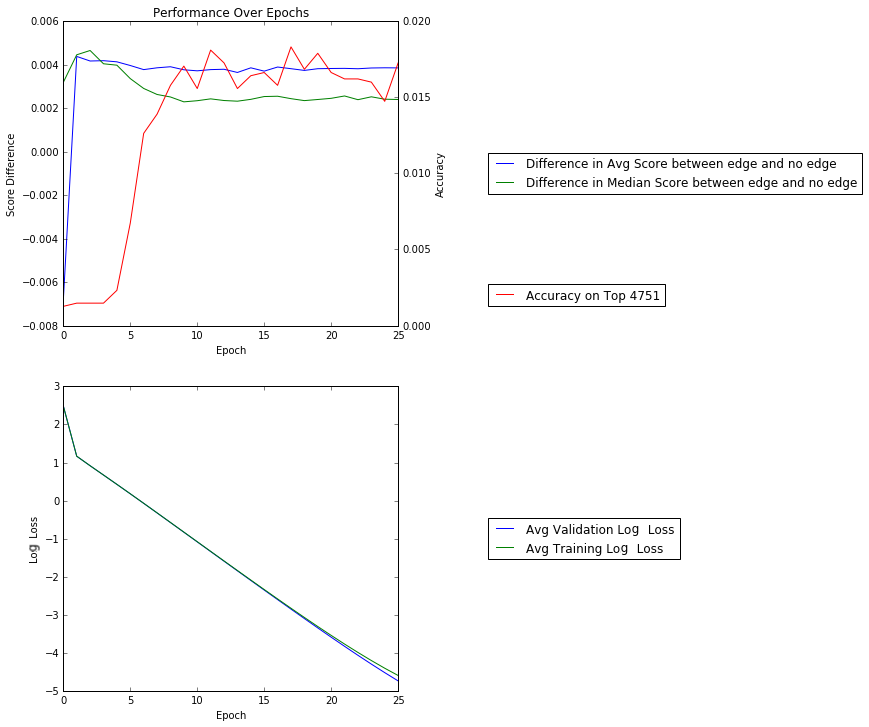 Performance Over Epochs
0.006
0.004
0.002
0.000
−0.002
−0.004
−0.006
−0.008
Score Difference
0.020
0.015
0.010
0.005
0.000
Accuracy
0 5 10 15 20 25
Epoch
Difference in Avg Score between edge and no edge
Difference in Median Score between edge and no edge
Accuracy on Top 4751
3
2
1
0
−1
−2
−3
−4
−5
Log Loss
0 5 10 15 20 25
Epoch
Avg Validation Log Loss
Avg Training Log Loss